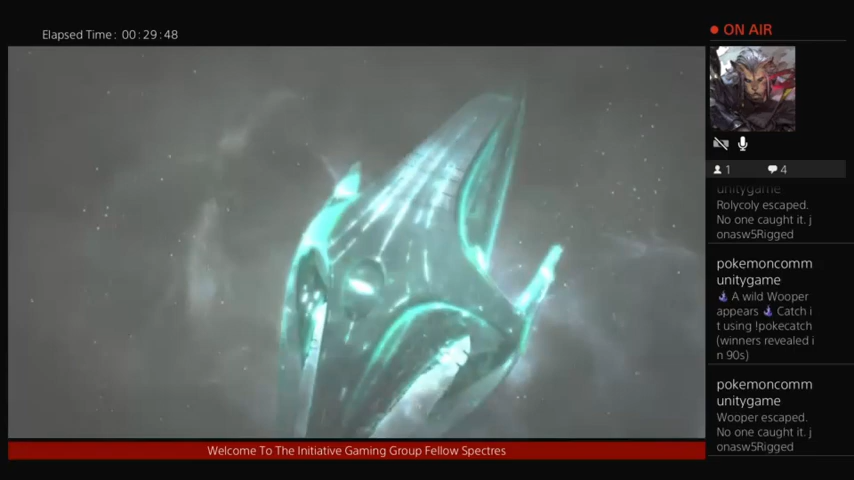 Elapsed Time: 00:29:48
ON AIR
1
4
unitygame
Rolycoly escaped.
No one caught it. j
onasw5Rigged
pokemoncomm
unitygame
A wild Wooper
appears Catch i
t using !pokecatch
(winners revealed i
n 90s)
pokemoncomm
unitygame
Wooper escaped.
No one caught it. j
onasw5Rigged
Welcome To The Initiative Gaming Group Fellow Spectres